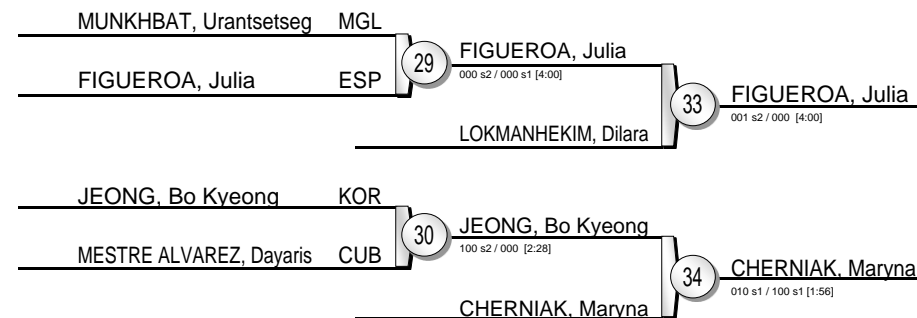 MUNKHBAT, Urantsetseg MGL
29
FIGUEROA, Julia
000 s2 / 000 s1 [4:00]
FIGUEROA, Julia ESP
33
FIGUEROA, Julia
001 s2 / 000 [4:00]
LOKMANHEKIM, Dilara
JEONG, Bo Kyeong KOR
30
JEONG, Bo Kyeong
100 s2 / 000 [2:28]
MESTRE ALVAREZ, Dayaris CUB
34
CHERNIAK, Maryna
010 s1 / 100 s1 [1:56]
CHERNIAK, Maryna